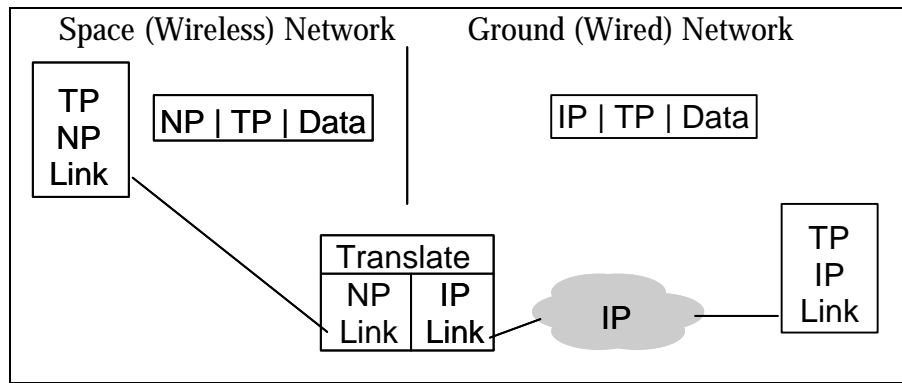 Space (Wireless) Network
Ground (Wired) Network
TP
NP
Link
NP | TP | Data
IP | TP | Data
Translate
NP
Link
IP
Link
IP
TP
IP
Link